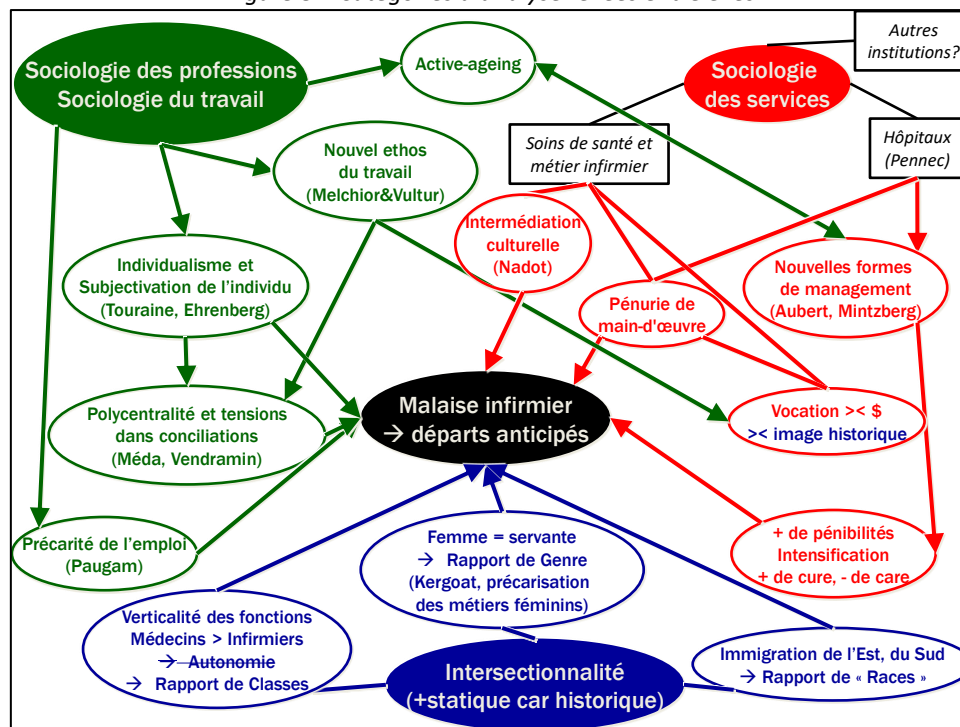 Sociologie des professions
Sociologie du travail
Active-ageing
Sociologie
des services
Autres
institutions?
Soins de santé et
métier infirmier
Hôpitaux
(Pennec)
Nouvel ethos
du travail
(Melchior&Vultur)
Intermédiation
culturelle
(Nadot)
Individualisme et
Subjectivation de l'individu
(Touraine, Ehrenberg)
Pénurie de
main-d'œuvre
Nouvelles formes
de management
(Aubert, Mintzberg)
Polycentralité et tensions
dans conciliations
(Méda, Vendramin)
Malaise infirmier
→ départs anticipés
Vocation >< $
>< image historique
Précarité de l'emploi
(Paugam)
Femme = servante
→ Rapport de Genre
(Kergoat, précarisation
des métiers féminins)
+ de pénibilités
Intensification
+ de cure, - de care
Verticalité des fonctions
Médecins > Infirmiers
→ Autonomie
→ Rapport de Classes
Intersectionnalité
(+statique car historique)
Immigration de l'Est, du Sud
→ Rapport de « Races »